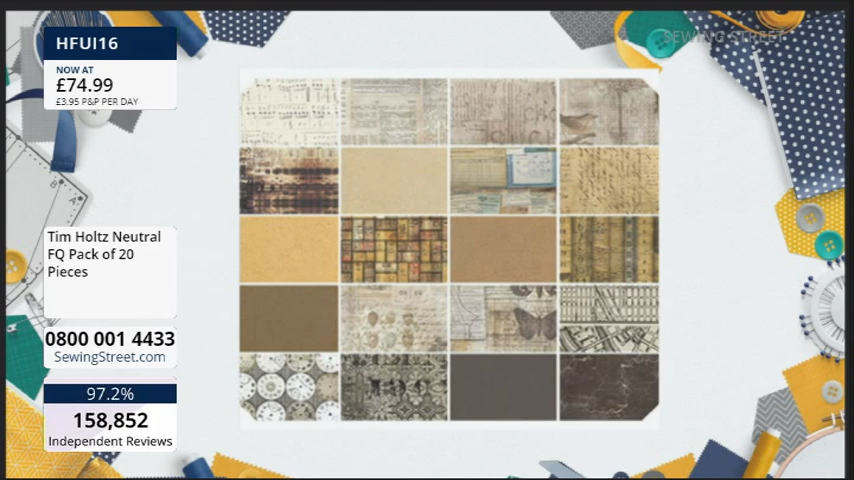 HFUI16
NOW AT
£74.99
£3.95 P&P PER DAY
SEWING STREET
Tim Holtz Neutral
FQ Pack of 20
Pieces
0800 001 4433
SewingStreet.com
97.2%
158,852
Independent Reviews